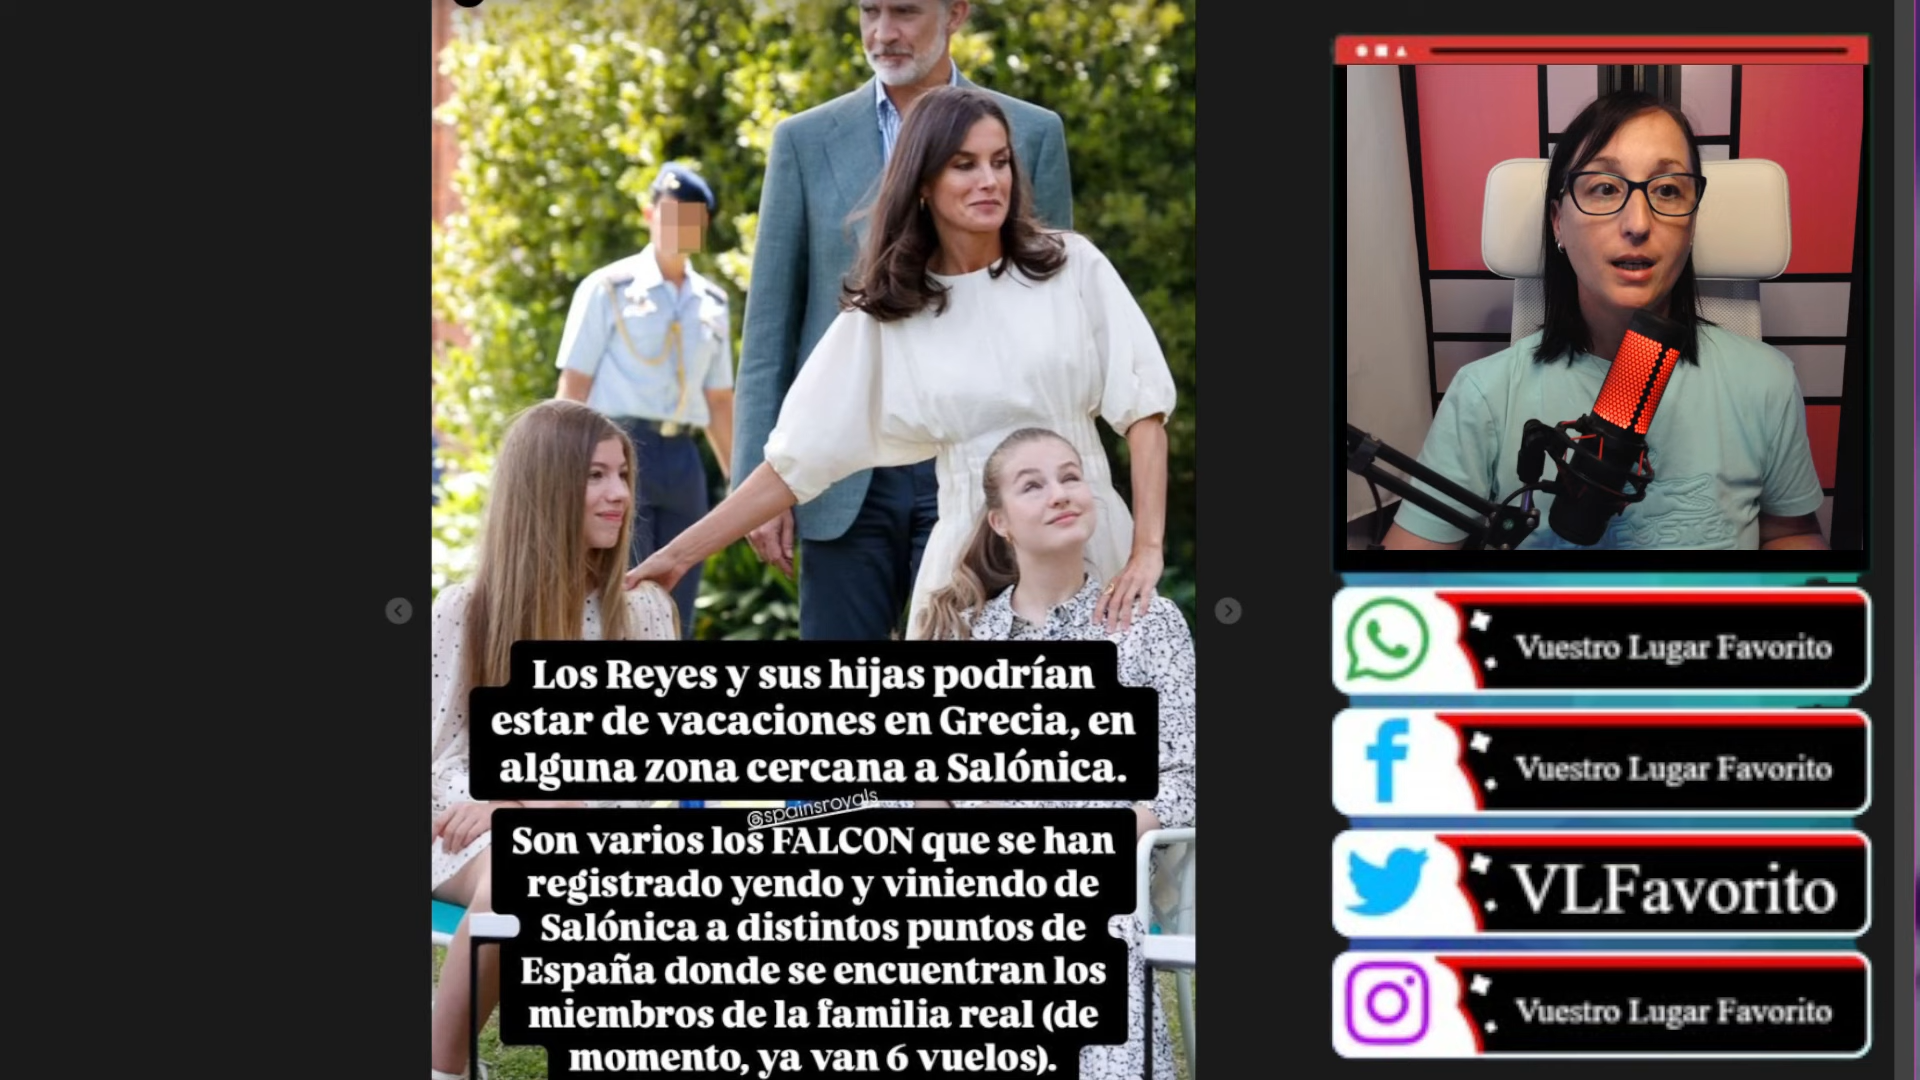 Los Reyes y sus hijas podrían
estar de vacaciones en Grecia, en
alguna zona cercana a Salónica.
@spainsroyals
Son varios los FALCON que se han
registrado yendo y viniendo de
Salónica a distintos puntos de
España donde se encuentran los
miembros de la familia real (de
momento, ya van 6 vuelos).
Vuestro Lugar Favorito
Vuestro Lugar Favorito
VLFavorito
Vuestro Lugar Favorito